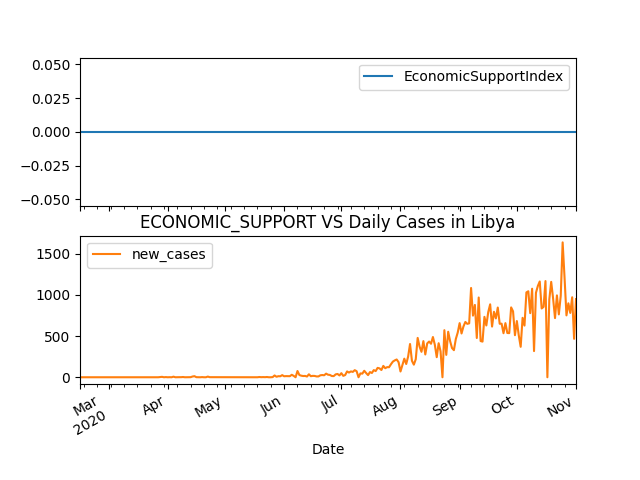 0.050
0.025
0.000
−0.025
−0.050
EconomicSupportIndex
ECONOMIC_SUPPORT VS Daily Cases in Libya
1500
1000
500
0
new_cases
Mar
2020
Apr
May
Jun
Jul
Aug
Sep
Oct
Nov
Date